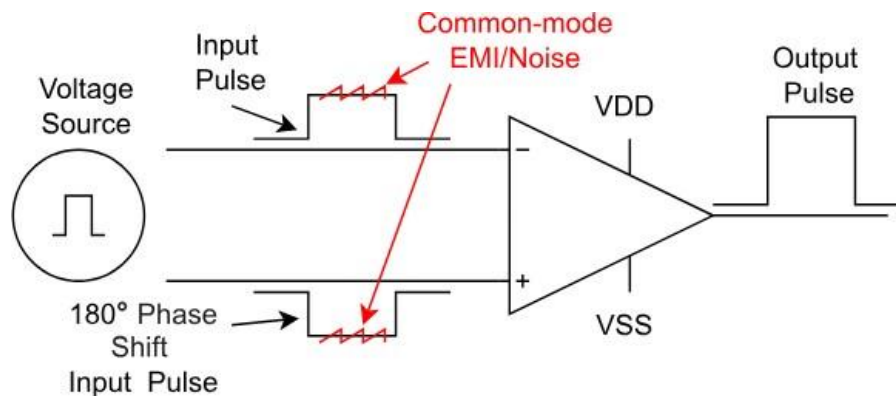 Common-mode
EMI/Noise
Input
Pulse
Output
Pulse
Voltage
Source
VDD
−
+
VSS
180° Phase
Shift
Input Pulse